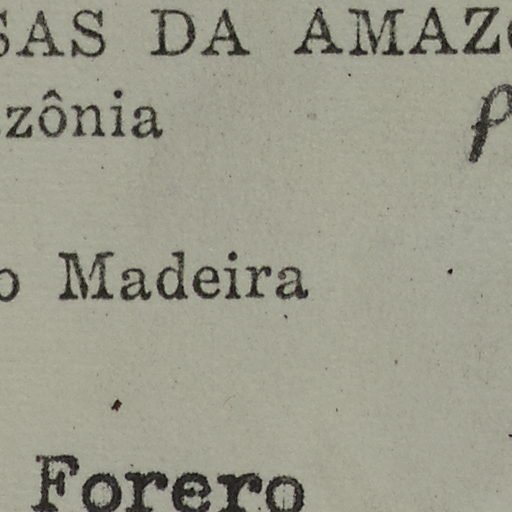 SAS DA AMAZ
zônia
o Madeira
Forero